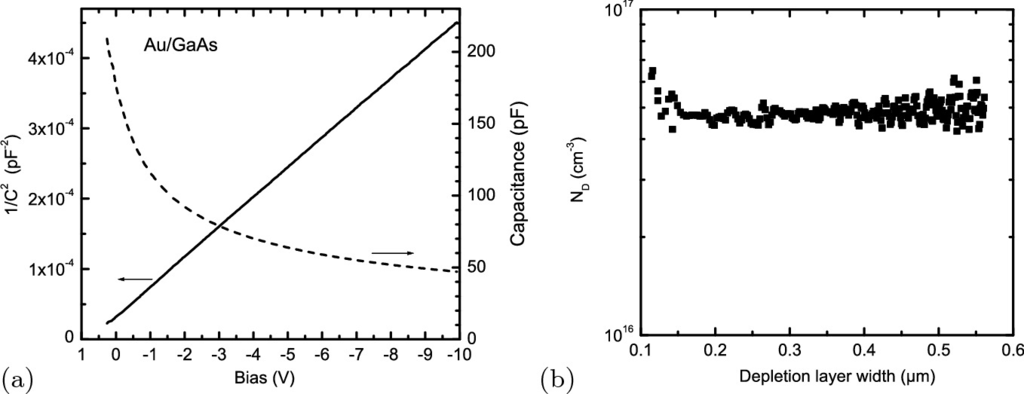 Au/GaAs
4x10⁻⁴
3x10⁻⁴
2x10⁻⁴
1x10⁻⁴
0
1/C² (pF⁻²)
200
150
100
50
0
Capacitance (pF)
1 0 -1 -2 -3 -4 -5 -6 -7 -8 -9 -10
Bias (V)
(a)
10¹⁷
10¹⁶
N_D (cm⁻³)
0.1 0.2 0.3 0.4 0.5 0.6
Depletion layer width (µm)
(b)